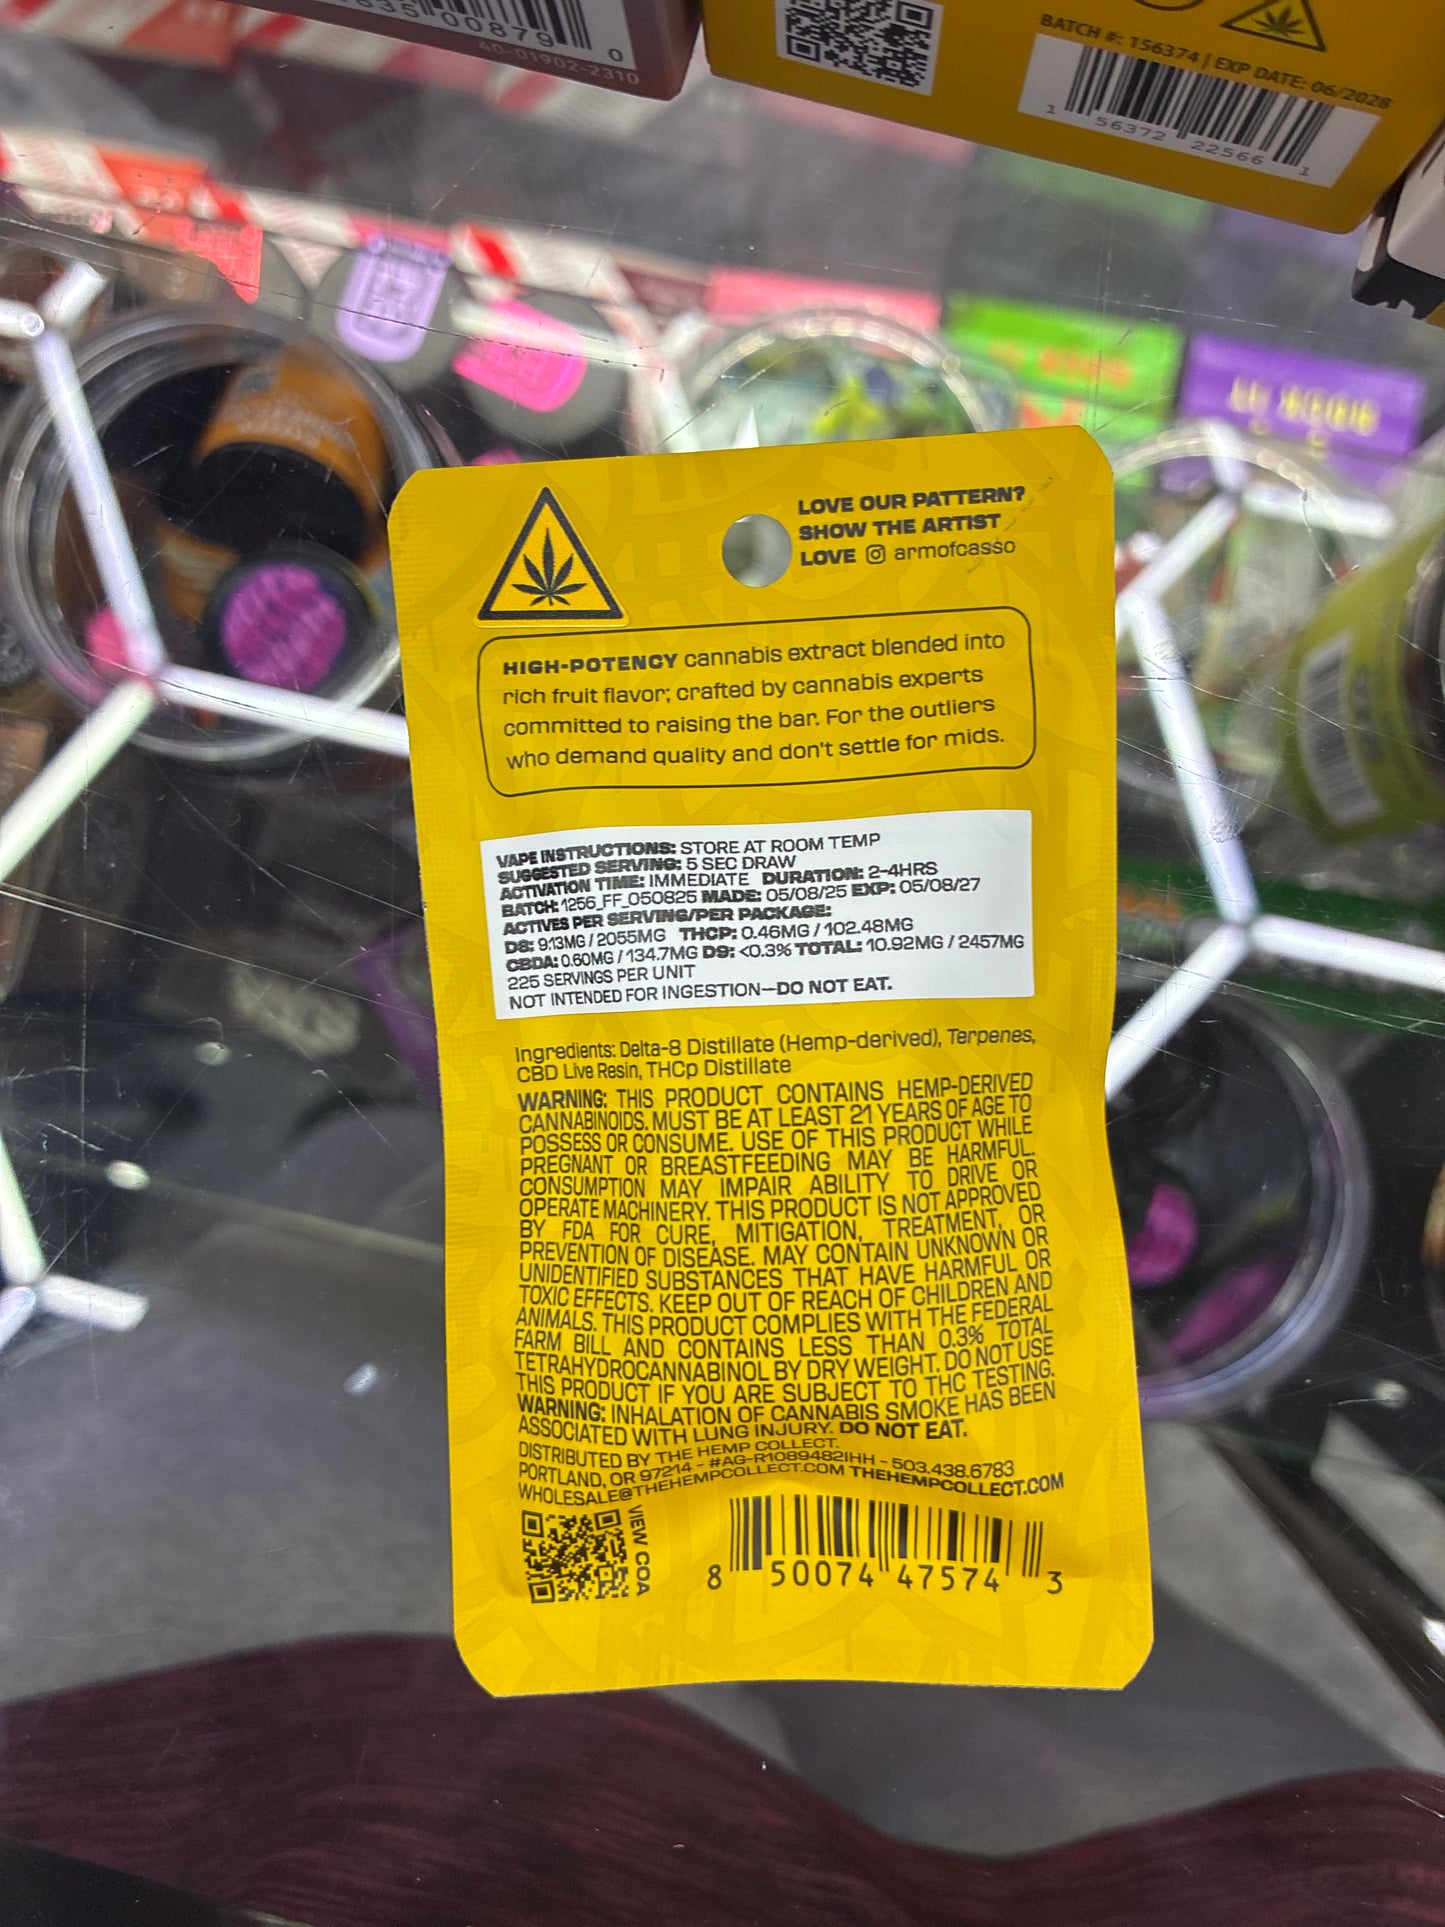 835 00879 0
40-01902-2310
BATCH #: 156374 | EXP DATE: 06/2028
1 56372 22566 1
LOVE OUR PATTERN?
SHOW THE ARTIST
LOVE armofcasso
HIGH-POTENCY cannabis extract blended into
rich fruit flavor; crafted by cannabis experts
committed to raising the bar. For the outliers
who demand quality and don't settle for mids.
VAPE INSTRUCTIONS: STORE AT ROOM TEMP
SUGGESTED SERVING: 5 SEC DRAW
ACTIVATION TIME: IMMEDIATE DURATION: 2-4HRS
BATCH: 1256_FF_050825 MADE: 05/08/25 EXP: 05/08/27
ACTIVES PER SERVING/PER PACKAGE:
D8: 9.13MG / 2055MG THCP: 0.46MG / 102.48MG
CBDA: 0.60MG / 134.7MG D9: <0.3% TOTAL: 10.92MG / 2457MG
225 SERVINGS PER UNIT
NOT INTENDED FOR INGESTION—DO NOT EAT.
Ingredients: Delta-8 Distillate (Hemp-derived), Terpenes,
CBD Live Resin, THCp Distillate
WARNING: THIS PRODUCT CONTAINS HEMP-DERIVED
CANNABINOIDS. MUST BE AT LEAST 21 YEARS OF AGE TO
POSSESS OR CONSUME. USE OF THIS PRODUCT WHILE
PREGNANT OR BREASTFEEDING MAY BE HARMFUL.
CONSUMPTION MAY IMPAIR ABILITY TO DRIVE OR
OPERATE MACHINERY. THIS PRODUCT IS NOT APPROVED
BY FDA FOR CURE, MITIGATION, TREATMENT, OR
PREVENTION OF DISEASE. MAY CONTAIN UNKNOWN OR
UNIDENTIFIED SUBSTANCES THAT HAVE HARMFUL OR
TOXIC EFFECTS. KEEP OUT OF REACH OF CHILDREN AND
ANIMALS. THIS PRODUCT COMPLIES WITH THE FEDERAL
FARM BILL AND CONTAINS LESS THAN 0.3% TOTAL
TETRAHYDROCANNABINOL BY DRY WEIGHT. DO NOT USE
THIS PRODUCT IF YOU ARE SUBJECT TO THC TESTING.
WARNING: INHALATION OF CANNABIS SMOKE HAS BEEN
ASSOCIATED WITH LUNG INJURY. DO NOT EAT.
DISTRIBUTED BY THE HEMP COLLECT.
PORTLAND, OR 97214 - #AG-R1089482IHH - 503.438.6783
WHOLESALE@THEHEMPCOLLECT.COM THEHEMPCOLLECT.COM
VIEW COA
8 50074 47574 3